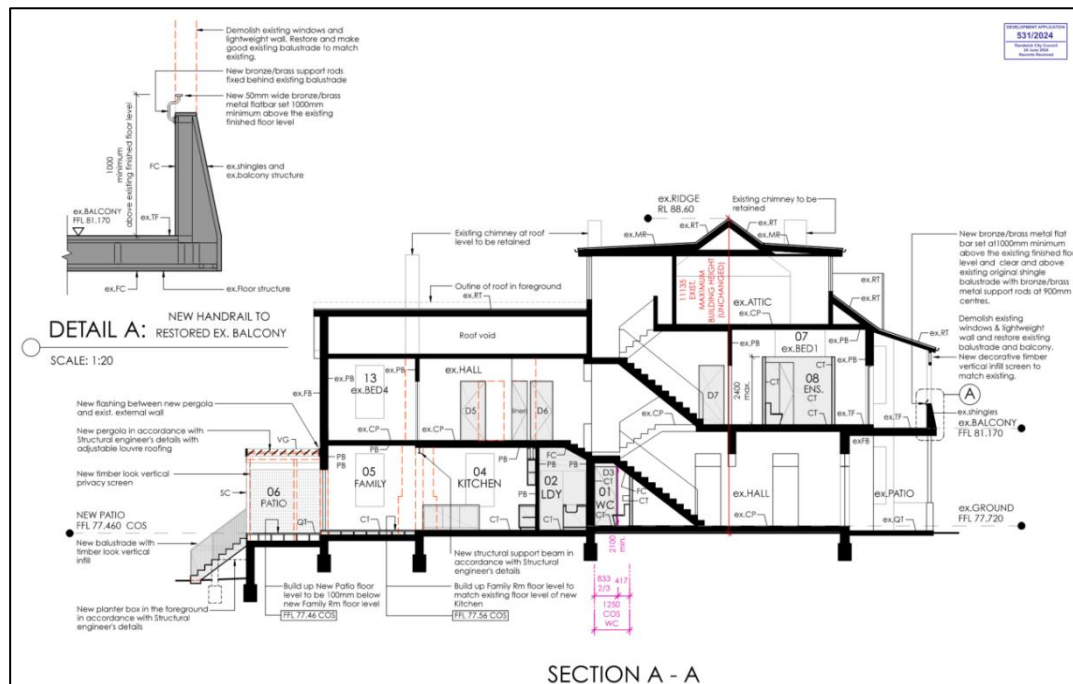 Demolish existing windows and
lightweight wall. Restore and make
good existing balustrade to match
existing.
New bronze/brass support rods
fixed behind existing balustrade
New 50mm wide bronze/brass
metal flatbar set 1000mm
minimum above the existing
finished floor level
1000
minimum
above existing finished floor level
FC
ex.shingles and
ex.balcony structure
ex.BALCONY
FFL 81.170
ex.TF
ex.FC
ex.Floor structure
DETAIL A: NEW HANDRAIL TO
RESTORED EX. BALCONY
SCALE: 1:20
DEVELOPMENT APPLICATION
531/2024
Randwick City Council
Records Received
ex.RIDGE
RL 88.60
Existing chimney to be
retained
Existing chimney at roof
level to be retained
ex.MR
ex.RT
ex.RT
ex.MR
Outline of roof in foreground
ex.RT
11135
EXIST.
MAXIMUM
BUILDING HEIGHT
(UNCHANGED)
ex.ATTIC
ex.CP
ex.RT
ex.RT
ex.RT
New bronze/brass metal flat
bar set at1000mm minimum
above the existing finished floor
level and clear and above
existing original shingle
balustrade with bronze/brass
metal support rods at 900mm
centres.
Demolish existing
windows & lightweight
wall and restore existing
balustrade and balcony.
New decorative timber
vertical infill screen to
match existing.
A
ex.shingles
ex.BALCONY
FFL 81.170
Roof void
ex.HALL
ex.PB
ex.PB
13
ex.BED4
ex.FB
D5
linen
D6
ex.CP
ex.CP
ex.PB
07
ex.BED1
ex.PB
ex.PB
CT
CT
08
ENS.
CT
CT
D7
2400
max.
ex.CP
ex.TF
ex.TF
New flashing between new pergola
and exist. external wall
New pergola in accordance with
Structural engineer's details with
adjustable louvre roofing
VG
New timber look vertical
privacy screen
SC
06
PATIO
QT
NEW PATIO
FFL 77.460 COS
New balustrade with
timber look vertical
infill
New planter box in the foreground
in accordance with Structural
engineer's details
PB
PB
FC
PB
05
FAMILY
CT
04
KITCHEN
PB
CT
PB
FC
PB
02
LDY
CT
D3
CT
01
WC
CT
FC
CT
ex.HALL
ex.CP
exFB
ex.PATIO
ex.QT
ex.GROUND
FFL 77.720
2100
min.
833
2/3
417
1250
COS
WC
New structural support beam in
accordance with Structural
engineer's details
Build up New Patio floor
level to be 100mm below
new Family Rm floor level
FFL 77.46 COS
Build up Family Rm floor level to
match existing floor level of new
Kitchen
FFL 77.56 COS
SECTION A - A